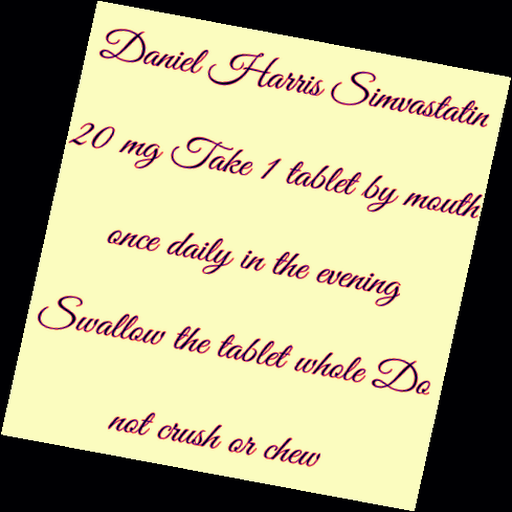 Daniel Harris Simvastatin
20 mg Take 1 tablet by mouth
once daily in the evening
Swallow the tablet whole Do
not crush or chew